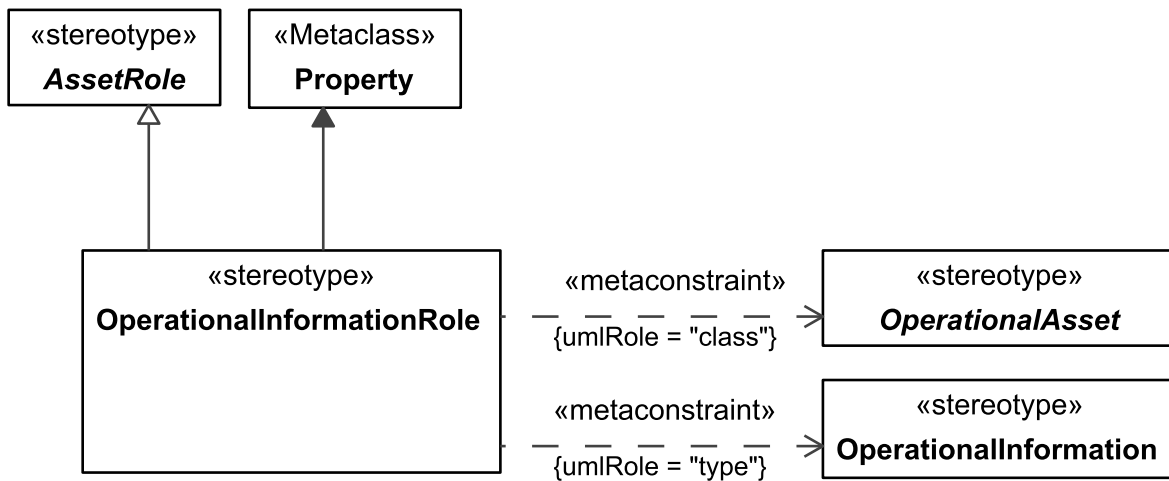 «stereotype»
AssetRole
«Metaclass»
Property
«stereotype»
OperationalInformationRole
«metaconstraint»
{umlRole = "class"}
«stereotype»
OperationalAsset
«metaconstraint»
{umlRole = "type"}
«stereotype»
OperationalInformation